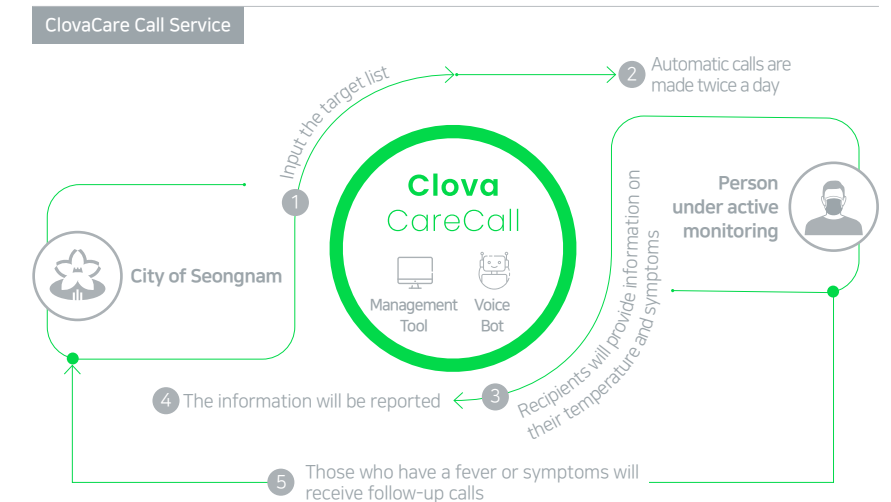 ClovaCare Call Service
1
Input the target list
2
Automatic calls are
made twice a day
Clova
CareCall
Management
Tool
Voice
Bot
City of Seongnam
Person
under active
monitoring
3
Recipients will provide information on
their temperature and symptoms
4
The information will be reported
5
Those who have a fever or symptoms will
receive follow-up calls